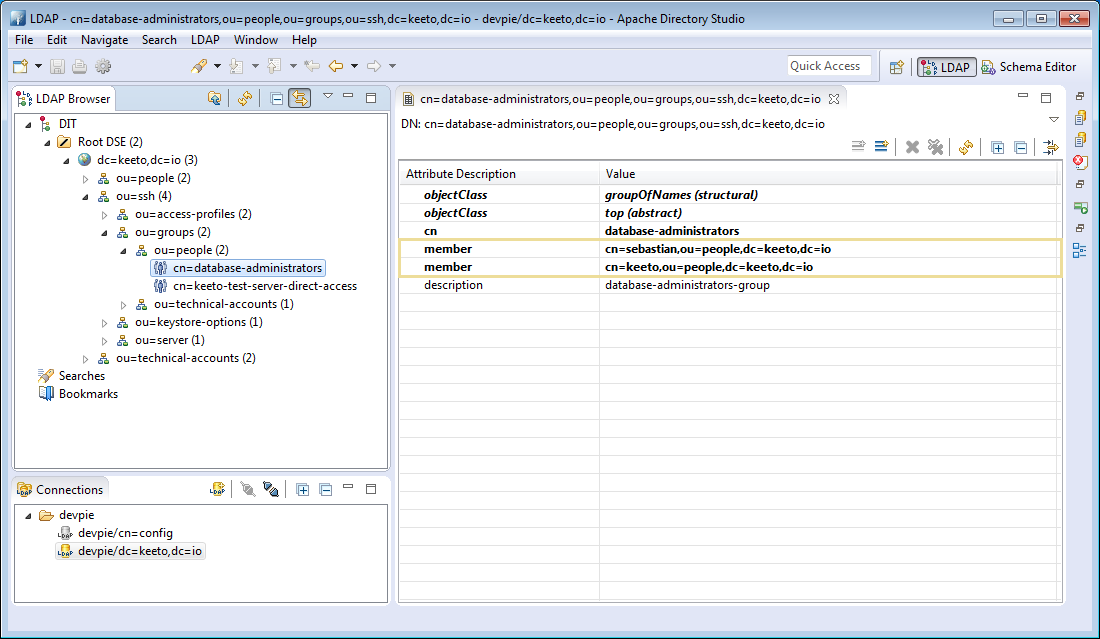 LDAP - cn=database-administrators,ou=people,ou=groups,ou=ssh,dc=keeto,dc=io - devpie/dc=keeto,dc=io - Apache Directory Studio
File Edit Navigate Search LDAP Window Help
Quick Access LDAP Schema Editor
LDAP Browser
DIT
Root DSE (2)
dc=keeto,dc=io (3)
ou=people (2)
ou=ssh (4)
ou=access-profiles (2)
ou=groups (2)
ou=people (2)
cn=database-administrators
cn=keeto-test-server-direct-access
ou=technical-accounts (1)
ou=keystore-options (1)
ou=server (1)
ou=technical-accounts (2)
Searches
Bookmarks
LDAP Connections
LDAP
devpie
LDAP devpie/cn=config
LDAP devpie/dc=keeto,dc=io
cn=database-administrators,ou=people,ou=groups,ou=ssh,dc=keeto,dc=io
DN: cn=database-administrators,ou=people,ou=groups,ou=ssh,dc=keeto,dc=io
Attribute Description Value
objectClass groupOfNames (structural)
objectClass top (abstract)
cn database-administrators
member cn=sebastian,ou=people,dc=keeto,dc=io
member cn=keeto,ou=people,dc=keeto,dc=io
description database-administrators-group